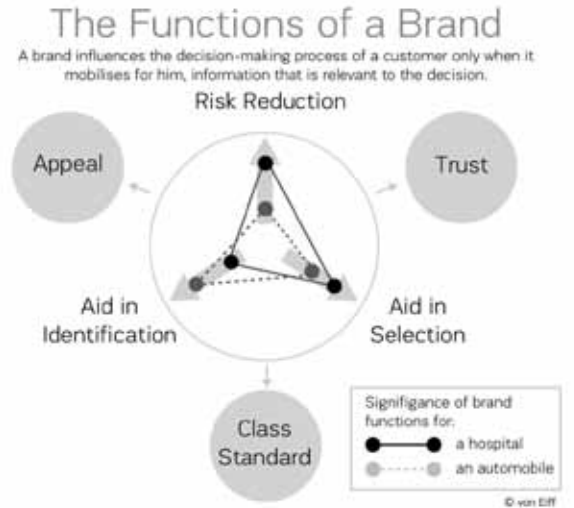 The Functions of a Brand
A brand influences the decision-making process of a customer only when it
mobilises for him, information that is relevant to the decision.
Risk Reduction
Appeal
Trust
Aid in
Identification
Aid in
Selection
Class
Standard
Signifigance of brand
functions for:
a hospital
an automobile
© von Eiff